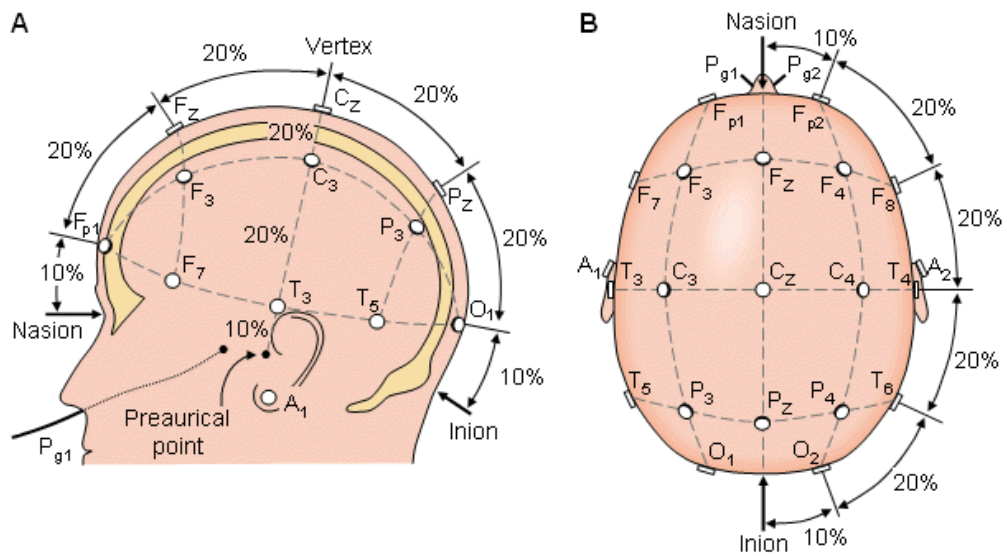 A
20%
Vertex
20%
Fz
Cz
20%
20%
20%
C3
F3
Pz
Fp1
P3
20%
20%
10%
F7
T3
T5
O1
Nasion
10%
10%
A1
Preaurical
point
Inion
Pg1
B
Nasion
10%
Pg1
Pg2
Fp1
Fp2
20%
F7
F3
Fz
F4
F8
20%
A1
T3
C3
Cz
C4
T4
A2
20%
T5
P3
Pz
P4
T6
O1
O2
20%
Inion
10%